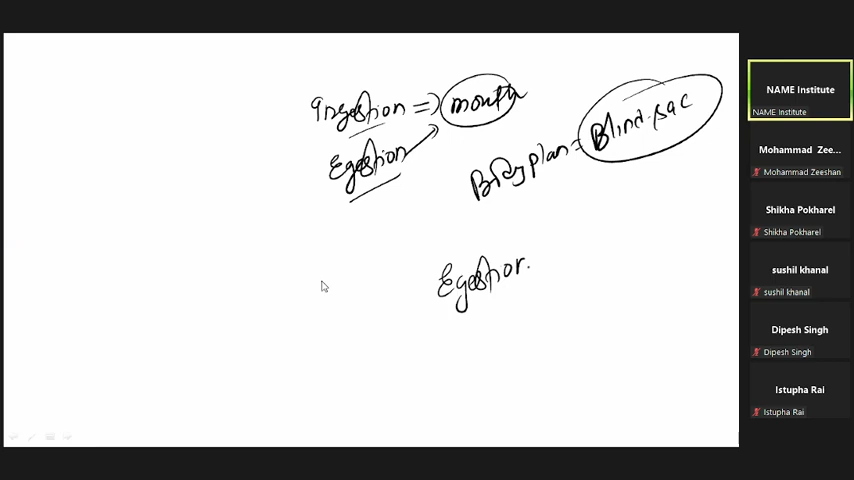 Ingestion => mouth
Egestion
Body plan = Blind-sac
Egestion
NAME Institute
NAME Institute
Mohammad Zee...
Mohammad Zeeshan
Shikha Pokharel
Shikha Pokharel
sushil khanal
sushil khanal
Dipesh Singh
Dipesh Singh
Istupha Rai
Istupha Rai